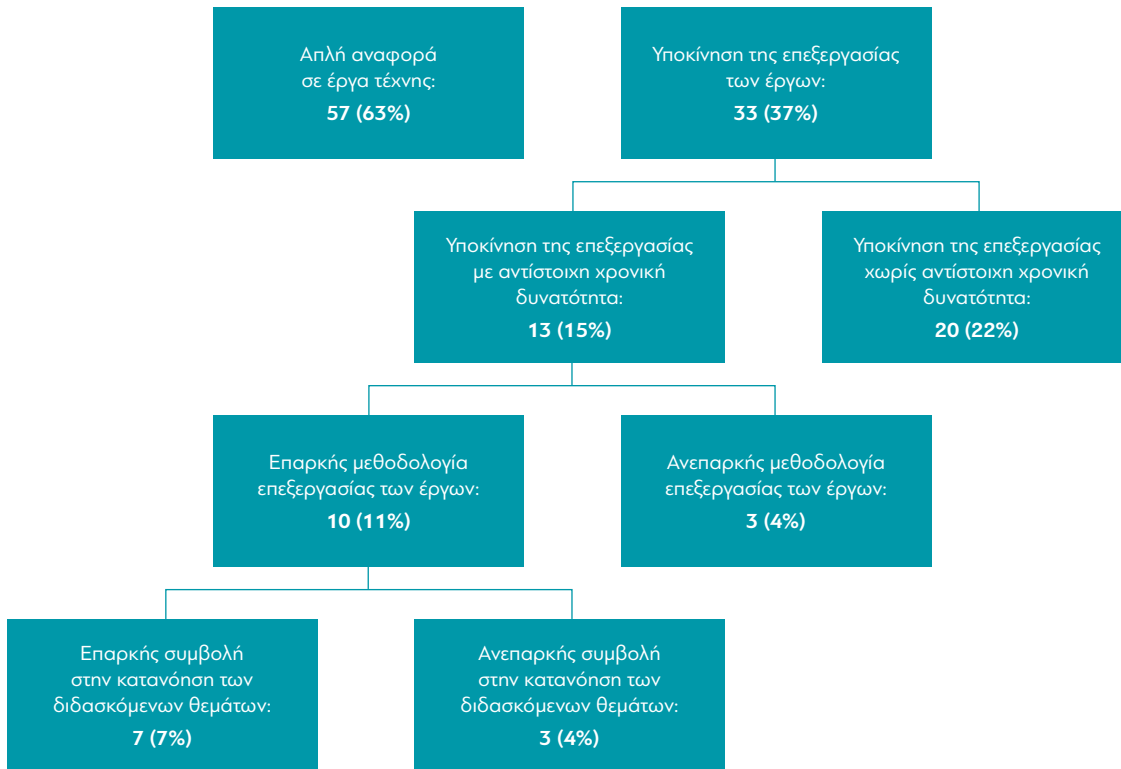 Απλή αναφορά
σε έργα τέχνης:
57 (63%)
Υποκίνηση της επεξεργασίας
των έργων:
33 (37%)
Υποκίνηση της επεξεργασίας
με αντίστοιχη χρονική
δυνατότητα:
13 (15%)
Υποκίνηση της επεξεργασίας
χωρίς αντίστοιχη χρονική
δυνατότητα:
20 (22%)
Επαρκής μεθοδολογία
επεξεργασίας των έργων:
10 (11%)
Ανεπαρκής μεθοδολογία
επεξεργασίας των έργων:
3 (4%)
Επαρκής συμβολή
στην κατανόηση των
διδασκόμενων θεμάτων:
7 (7%)
Ανεπαρκής συμβολή
στην κατανόηση των
διδασκόμενων θεμάτων:
3 (4%)